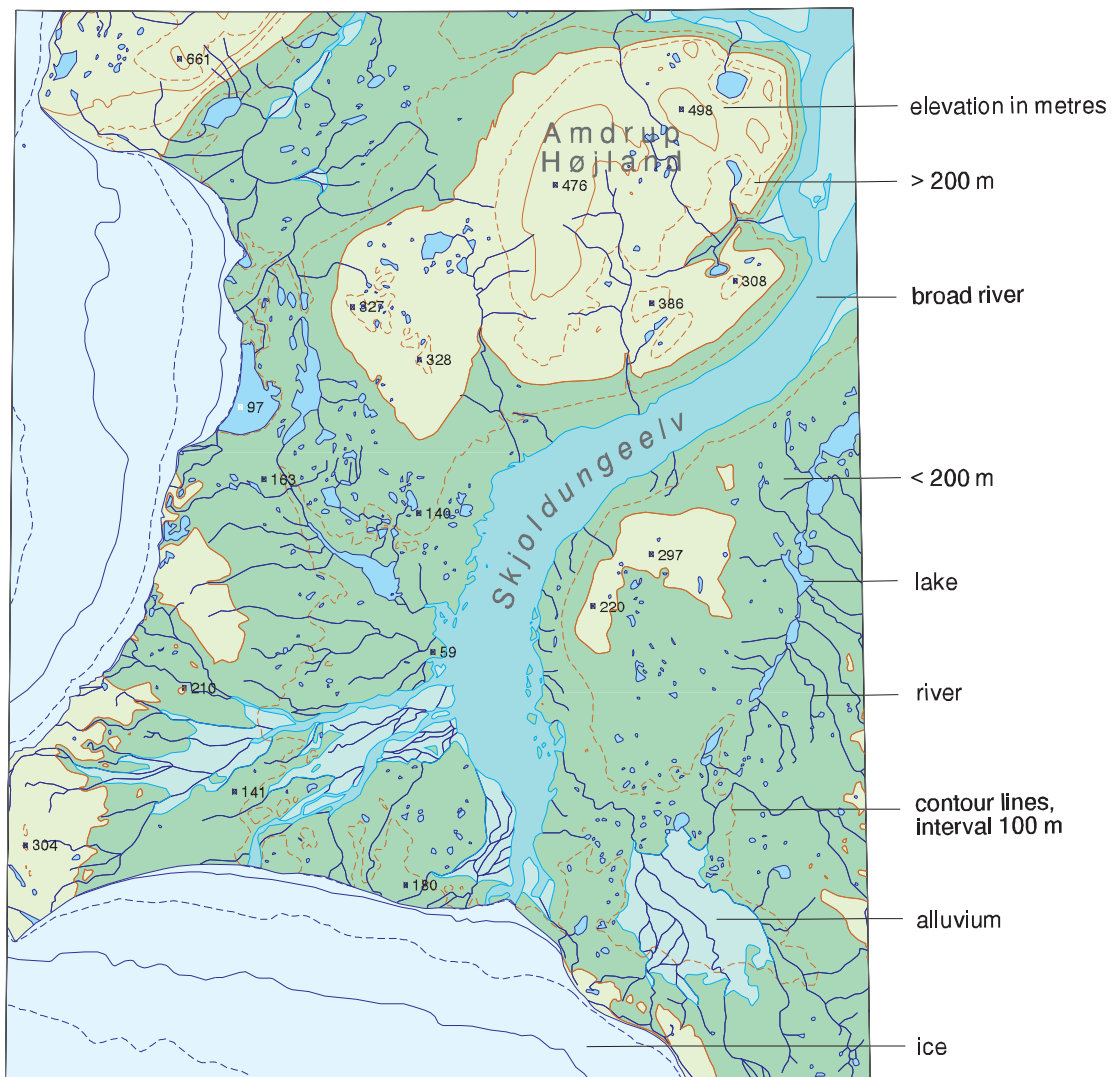 661
498
elevation in metres
Amdrup
Højland
476
> 200 m
308
broad river
327
386
328
97
Skjoldungeelv
163
< 200 m
140
297
lake
220
59
210
river
141
contour lines,
interval 100 m
304
180
alluvium
ice